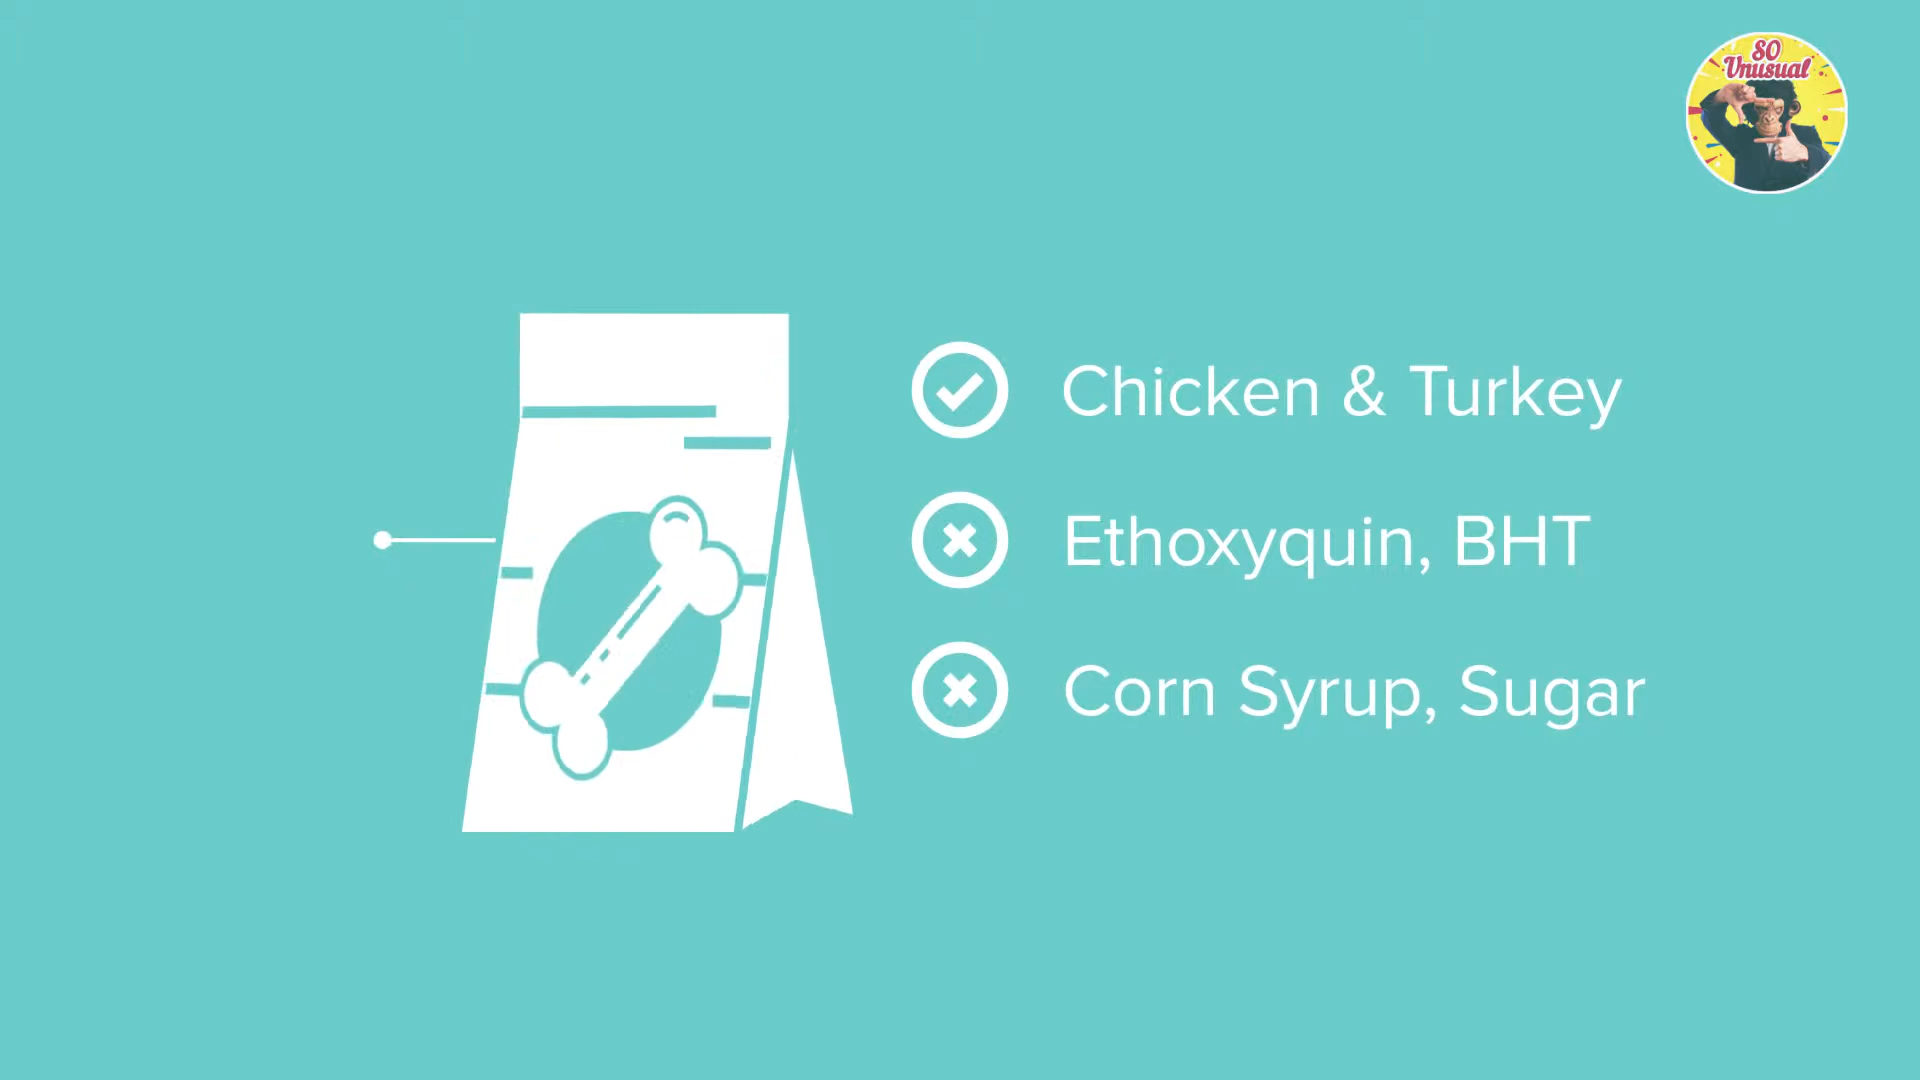 SO
Unusual
Chicken & Turkey
Ethoxyquin, BHT
Corn Syrup, Sugar